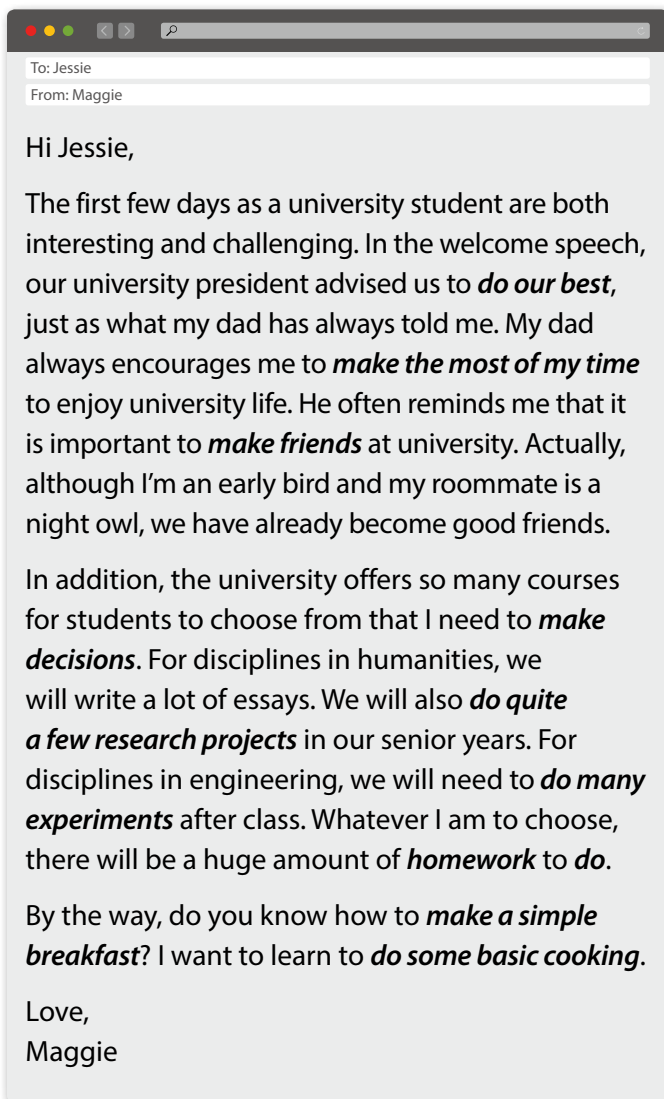 To: Jessie
From: Maggie
Hi Jessie,
The first few days as a university student are both
interesting and challenging. In the welcome speech,
our university president advised us to do our best,
just as what my dad has always told me. My dad
always encourages me to make the most of my time
to enjoy university life. He often reminds me that it
is important to make friends at university. Actually,
although I’m an early bird and my roommate is a
night owl, we have already become good friends.
In addition, the university offers so many courses
for students to choose from that I need to make
decisions. For disciplines in humanities, we
will write a lot of essays. We will also do quite
a few research projects in our senior years. For
disciplines in engineering, we will need to do many
experiments after class. Whatever I am to choose,
there will be a huge amount of homework to do.
By the way, do you know how to make a simple
breakfast? I want to learn to do some basic cooking.
Love,
Maggie